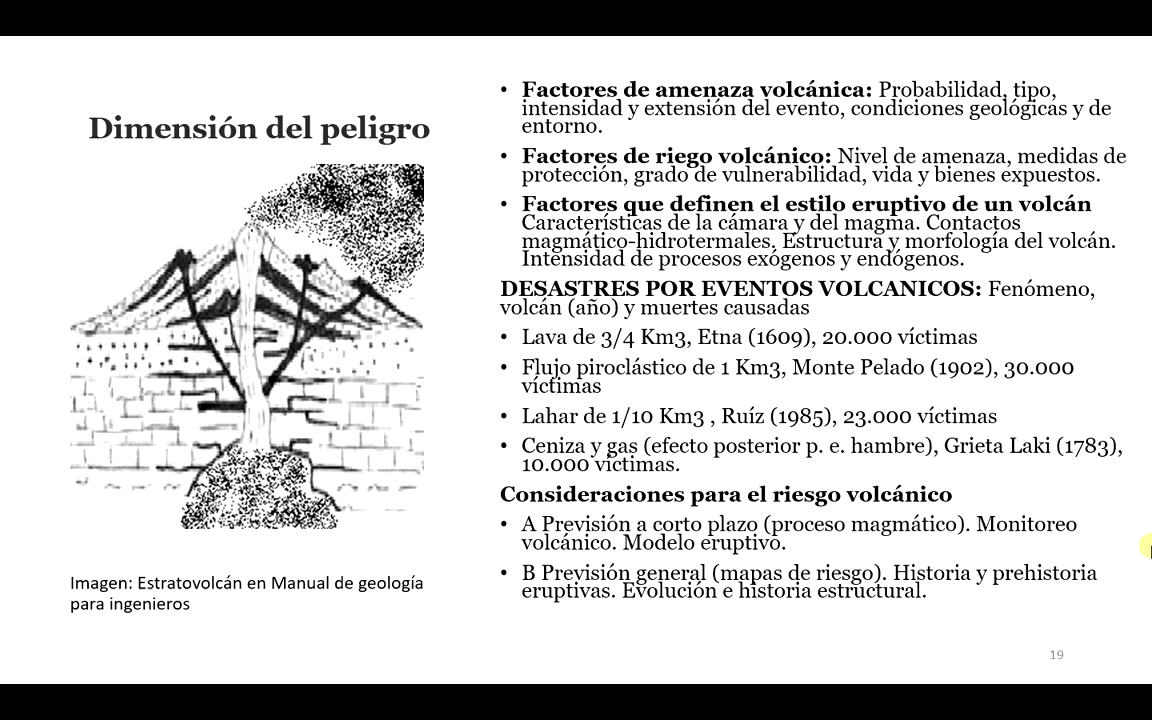 Dimensión del peligro
Imagen: Estratovolcán en Manual de geología
para ingenieros
• Factores de amenaza volcánica: Probabilidad, tipo,
intensidad y extensión del evento, condiciones geológicas y de
entorno.
• Factores de riego volcánico: Nivel de amenaza, medidas de
protección, grado de vulnerabilidad, vida y bienes expuestos.
• Factores que definen el estilo eruptivo de un volcán
Características de la cámara y del magma. Contactos
magmático-hidrotermales. Estructura y morfología del volcán.
Intensidad de procesos exógenos y endógenos.
DESASTRES POR EVENTOS VOLCANICOS: Fenómeno,
volcán (año) y muertes causadas
• Lava de 3/4 Km3, Etna (1609), 20.000 víctimas
• Flujo piroclástico de 1 Km3, Monte Pelado (1902), 30.000
víctimas
• Lahar de 1/10 Km3 , Ruíz (1985), 23.000 víctimas
• Ceniza y gas (efecto posterior p. e. hambre), Grieta Laki (1783),
10.000 víctimas.
Consideraciones para el riesgo volcánico
• A Previsión a corto plazo (proceso magmático). Monitoreo
volcánico. Modelo eruptivo.
• B Previsión general (mapas de riesgo). Historia y prehistoria
eruptivas. Evolución e historia estructural.
19